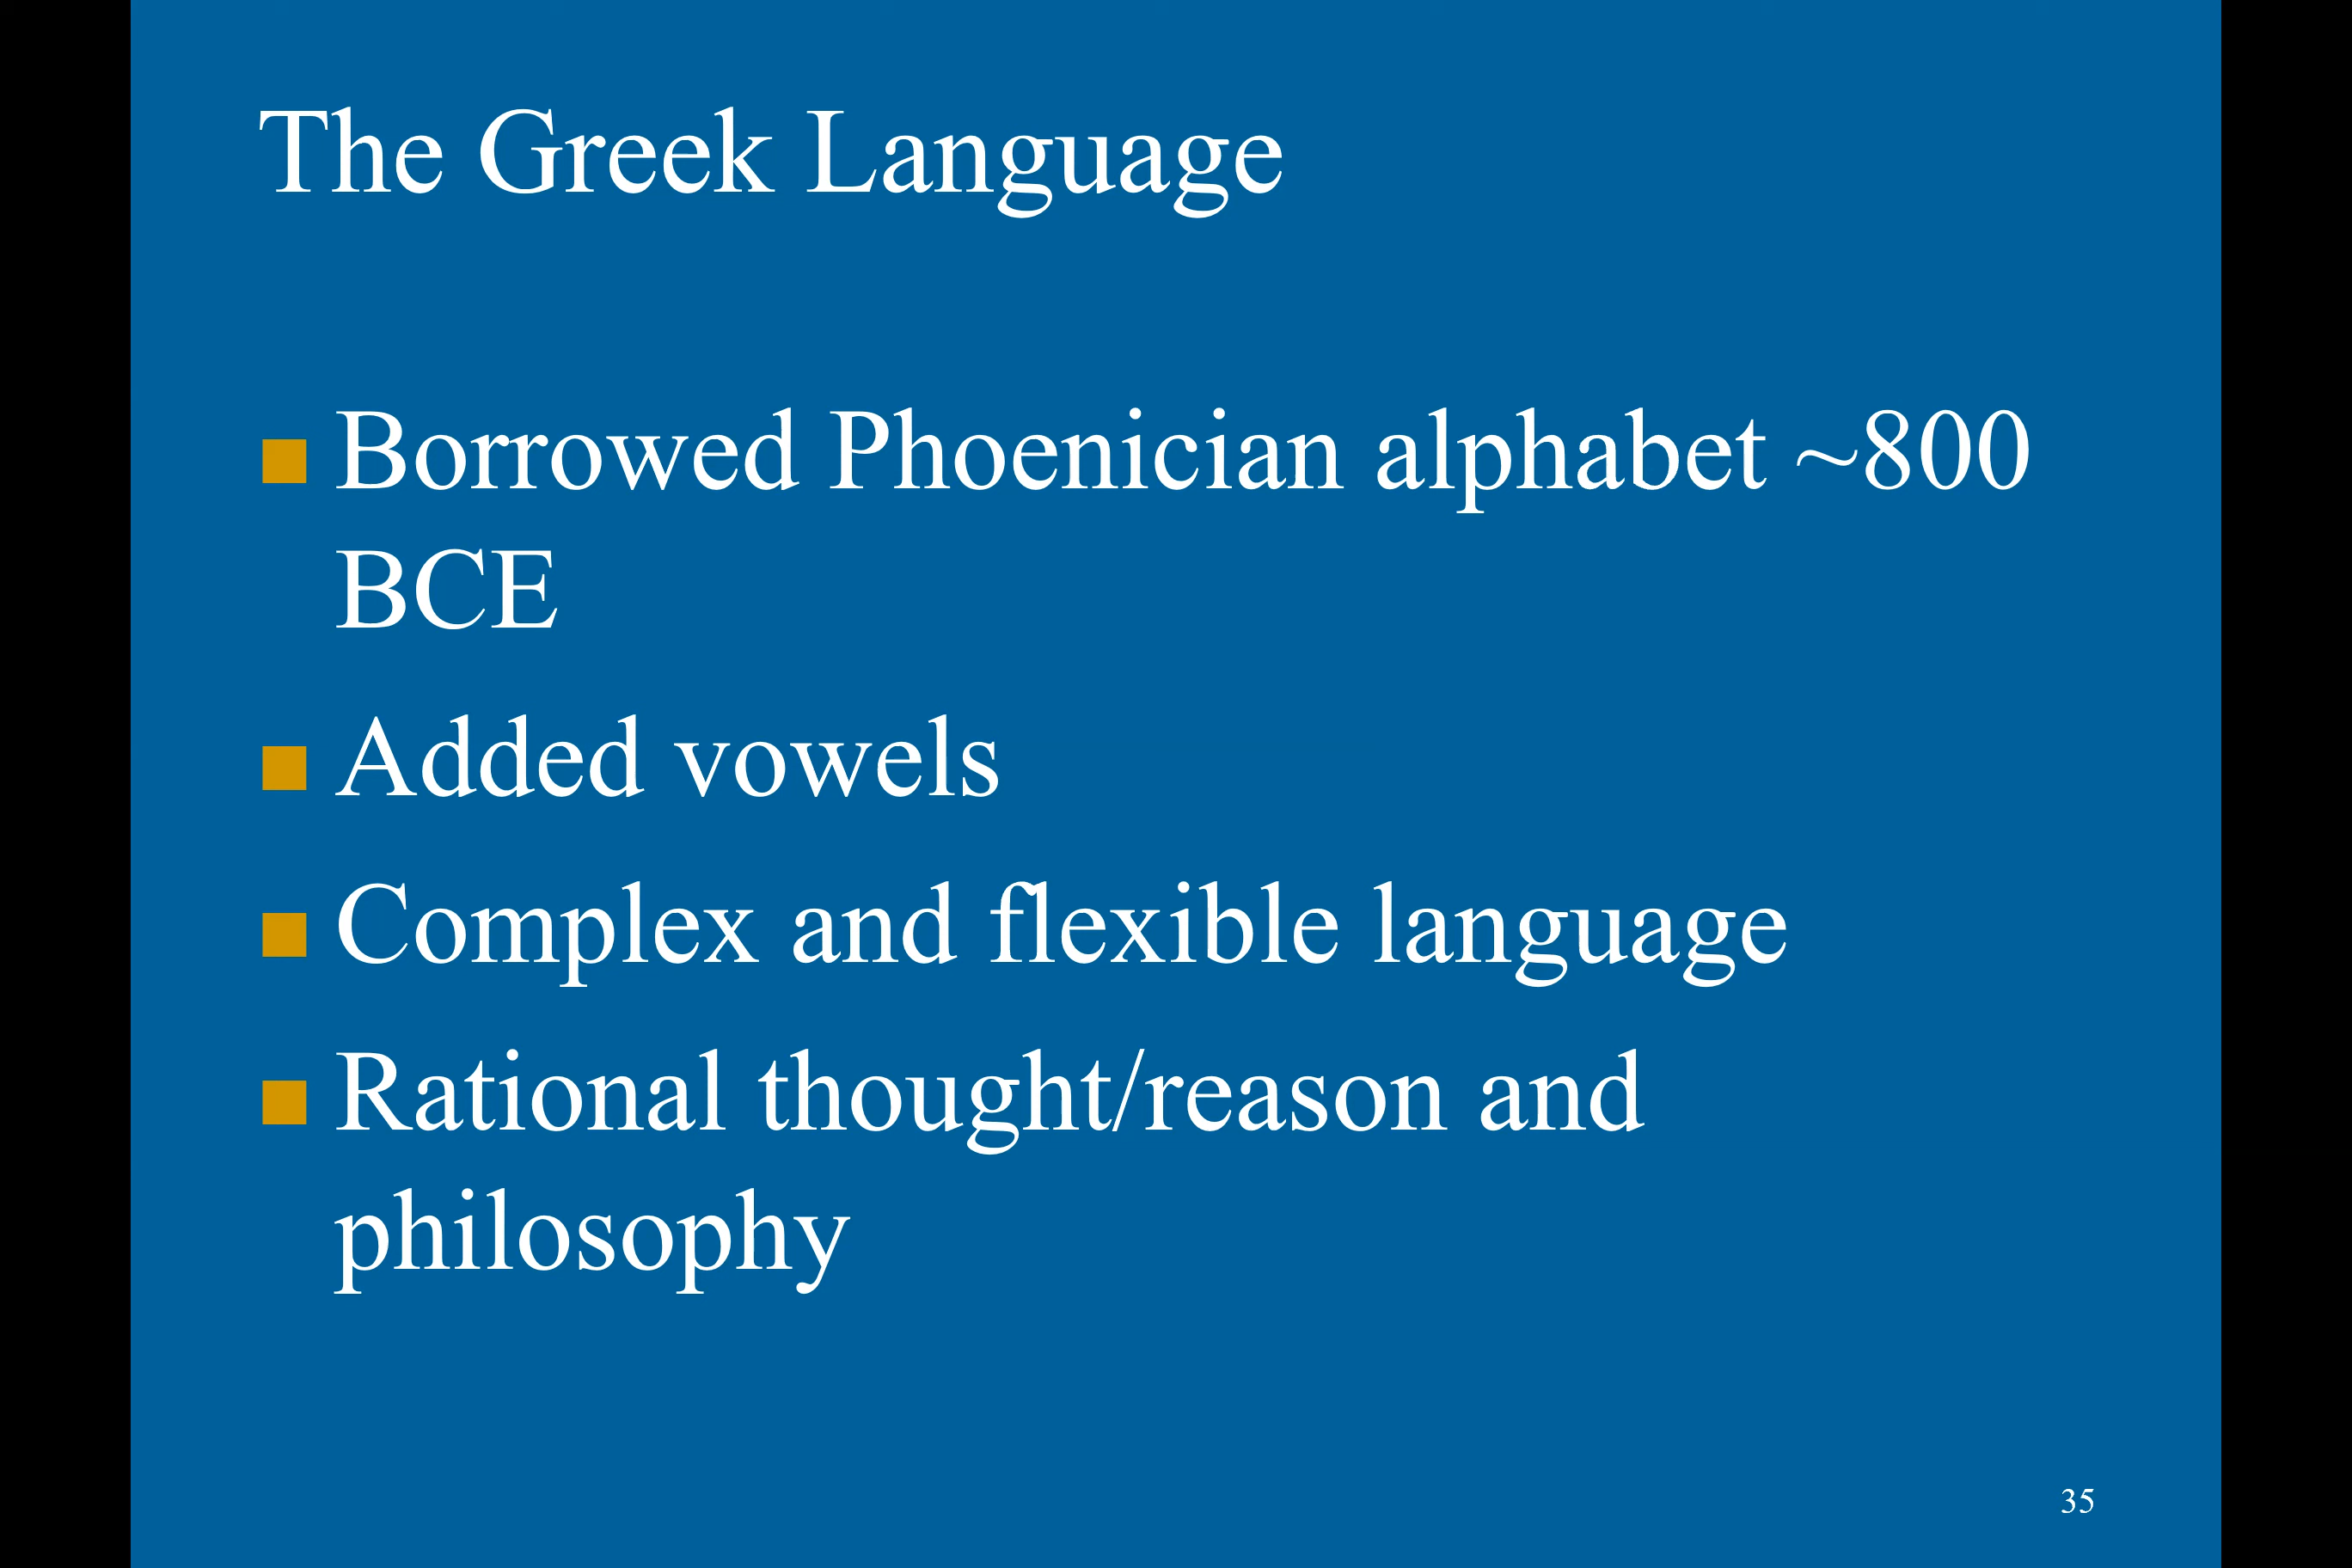 The Greek Language
Borrowed Phoenician alphabet ~800
BCE
Added vowels
Complex and flexible language
Rational thought/reason and
philosophy
35